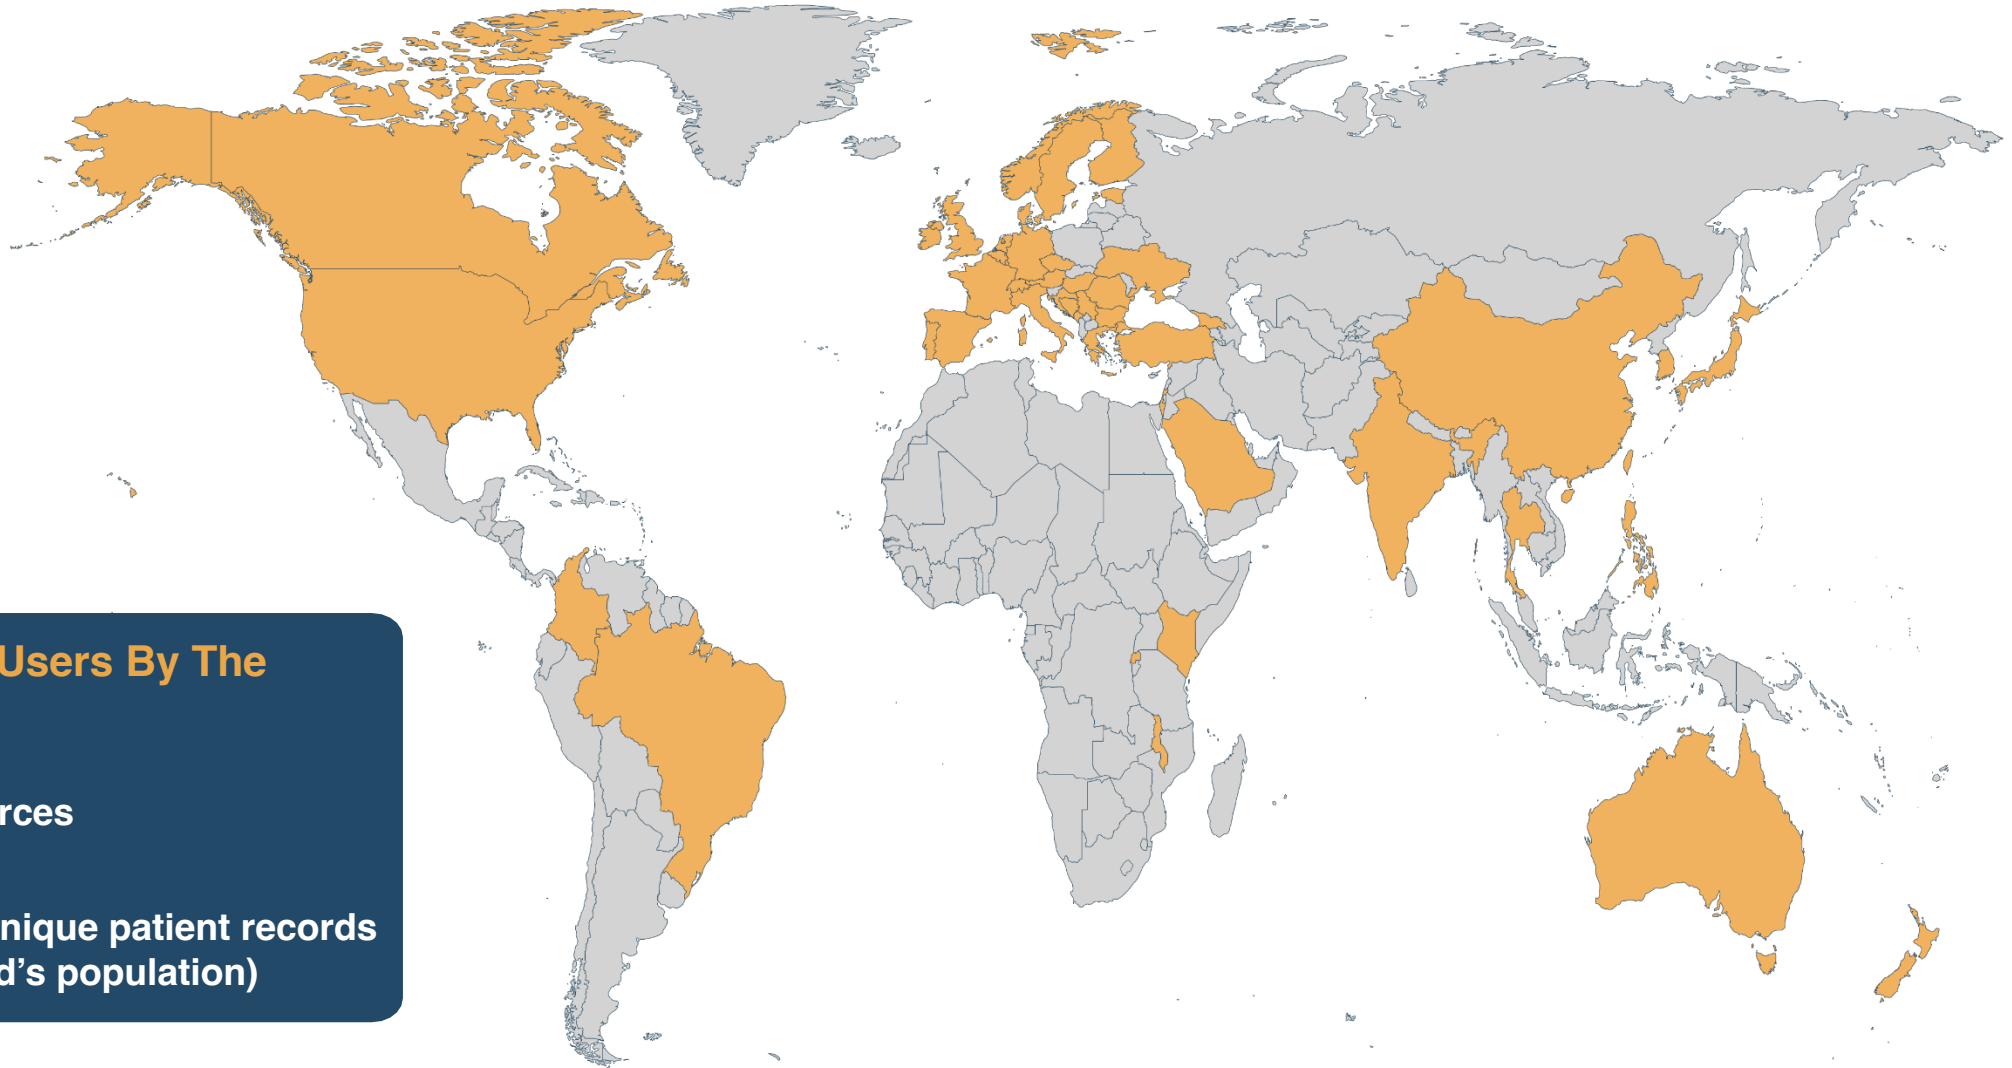 Users By The
rces
nique patient records
d’s population)